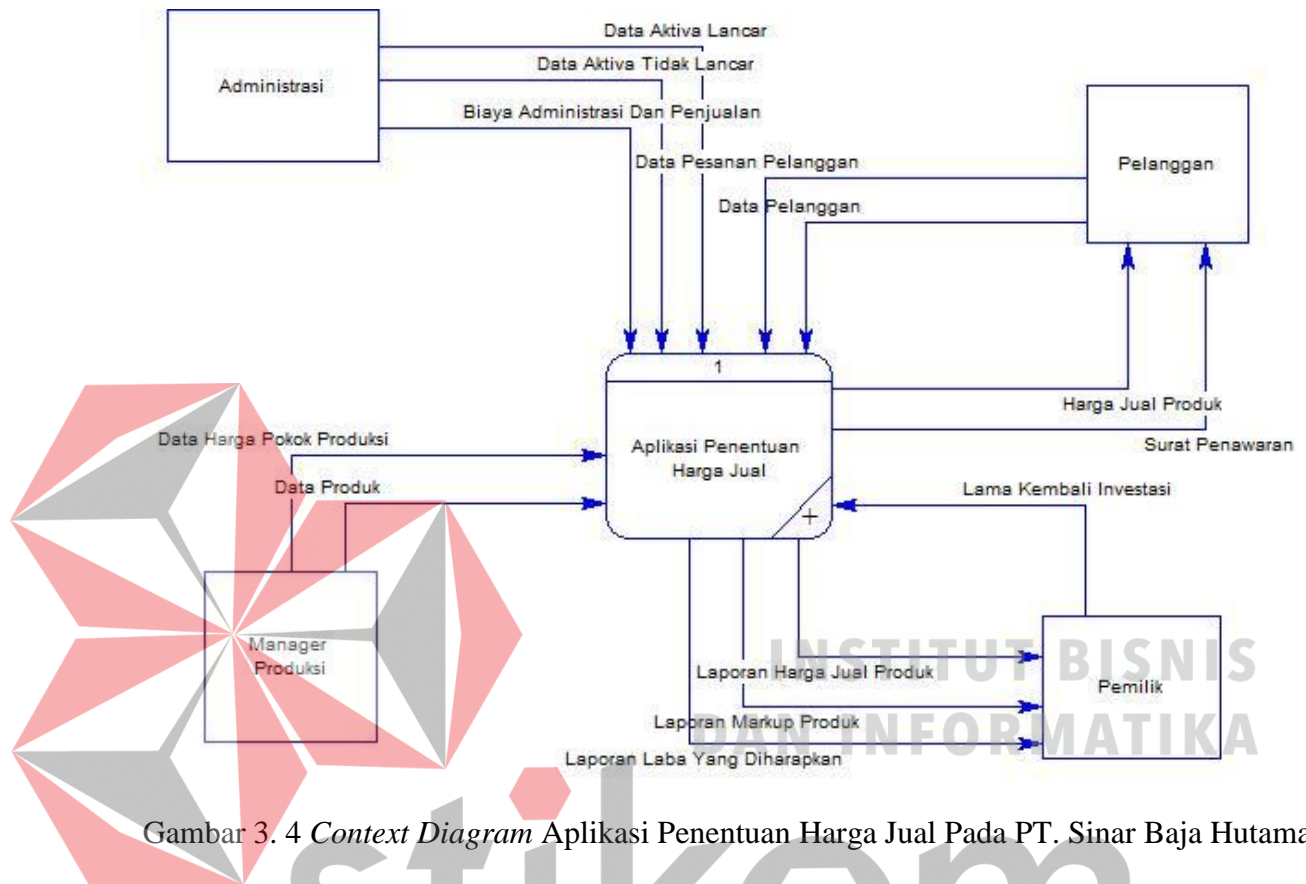 Data Aktiva Lancar
Data Aktiva Tidak Lancar
Administrasi
Biaya Administrasi Dan Penjualan
Data Pesanan Pelanggan
Pelanggan
Data Pelanggan
1
Harga Jual Produk
Data Harga Pokok Produksi
Aplikasi Penentuan
Harga Jual
Surat Penawaran
Data Produk
Lama Kembali Investasi
+
Manager
Produksi
INSTITUT BISNIS
DAN INFORMATIKA
Laporan Harga Jual Produk
Pemilik
Laporan Markup Produk
Laporan Laba Yang Diharapkan
Gambar 3. 4 Context Diagram Aplikasi Penentuan Harga Jual Pada PT. Sinar Baja Hutama
stikom